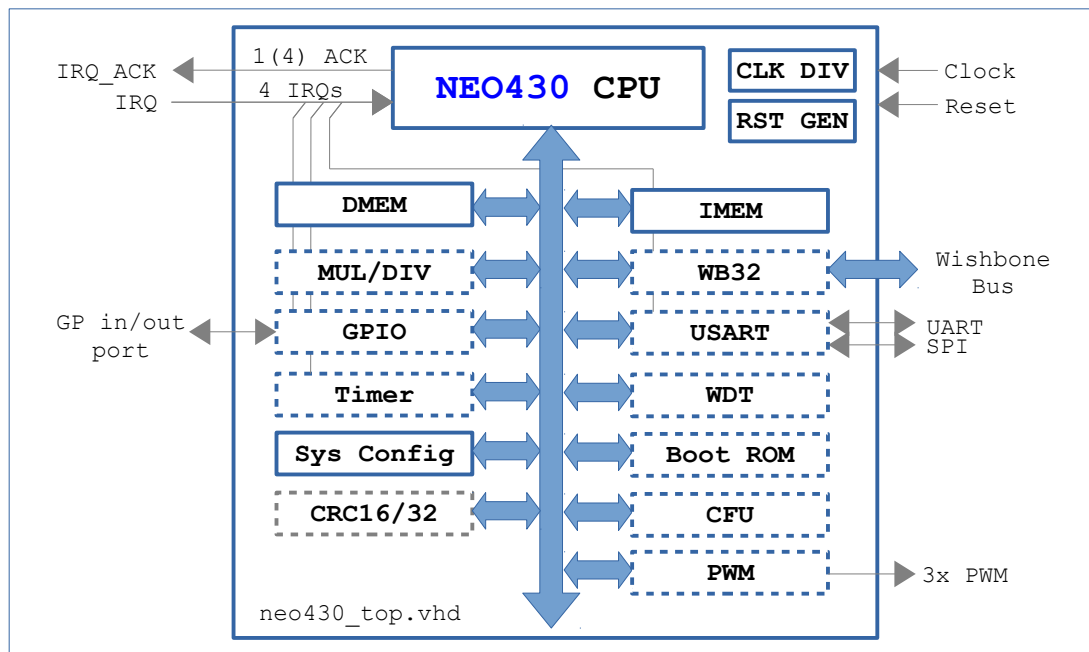 1(4) ACK
IRQ_ACK
IRQ
4 IRQs
NEO430 CPU
CLK DIV
RST GEN
Clock
Reset
DMEM
IMEM
MUL/DIV
WB32
Wishbone
Bus
GP in/out
port
GPIO
USART
UART
SPI
Timer
WDT
Sys Config
Boot ROM
CRC16/32
CFU
PWM
3x PWM
neo430_top.vhd